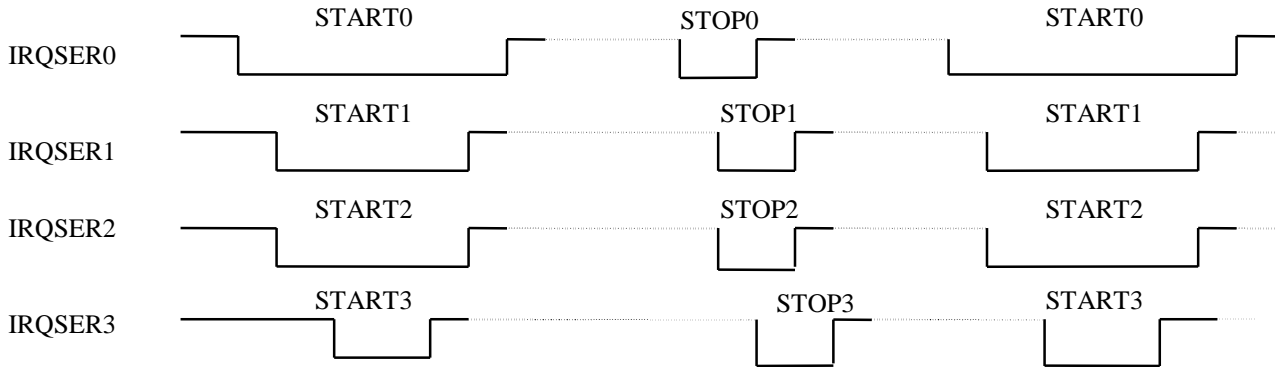 START0 STOP0 START0
IRQSER0
START1 STOP1 START1
IRQSER1
START2 STOP2 START2
IRQSER2
START3 STOP3 START3
IRQSER3